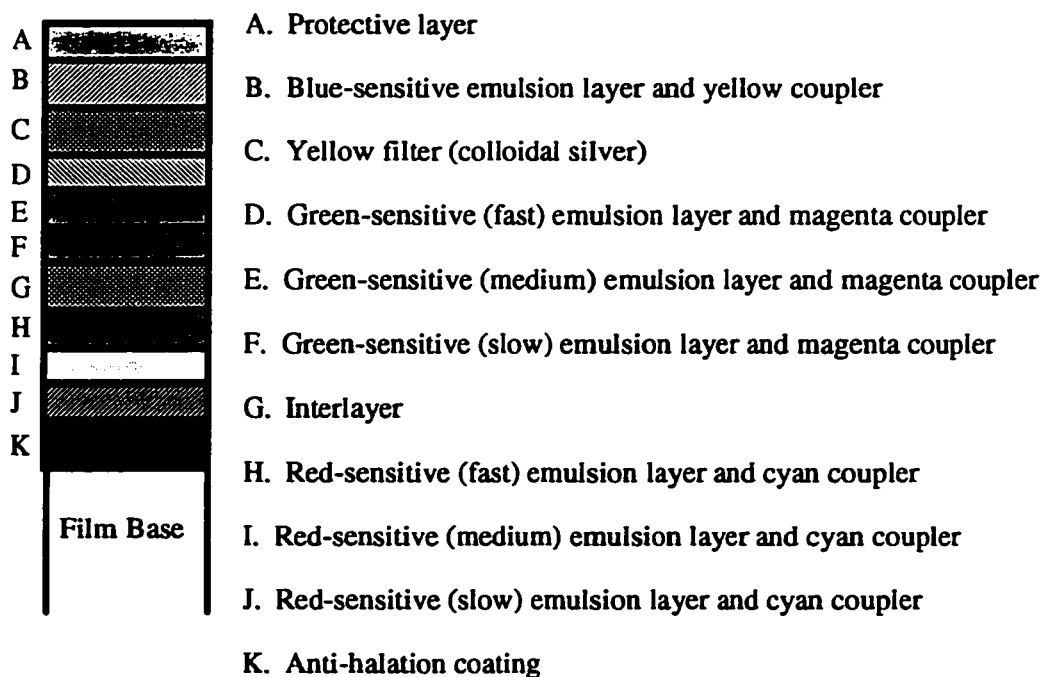 A
B
C
D
E
F
G
H
I
J
K
Film Base
A. Protective layer
B. Blue-sensitive emulsion layer and yellow coupler
C. Yellow filter (colloidal silver)
D. Green-sensitive (fast) emulsion layer and magenta coupler
E. Green-sensitive (medium) emulsion layer and magenta coupler
F. Green-sensitive (slow) emulsion layer and magenta coupler
G. Interlayer
H. Red-sensitive (fast) emulsion layer and cyan coupler
I. Red-sensitive (medium) emulsion layer and cyan coupler
J. Red-sensitive (slow) emulsion layer and cyan coupler
K. Anti-halation coating